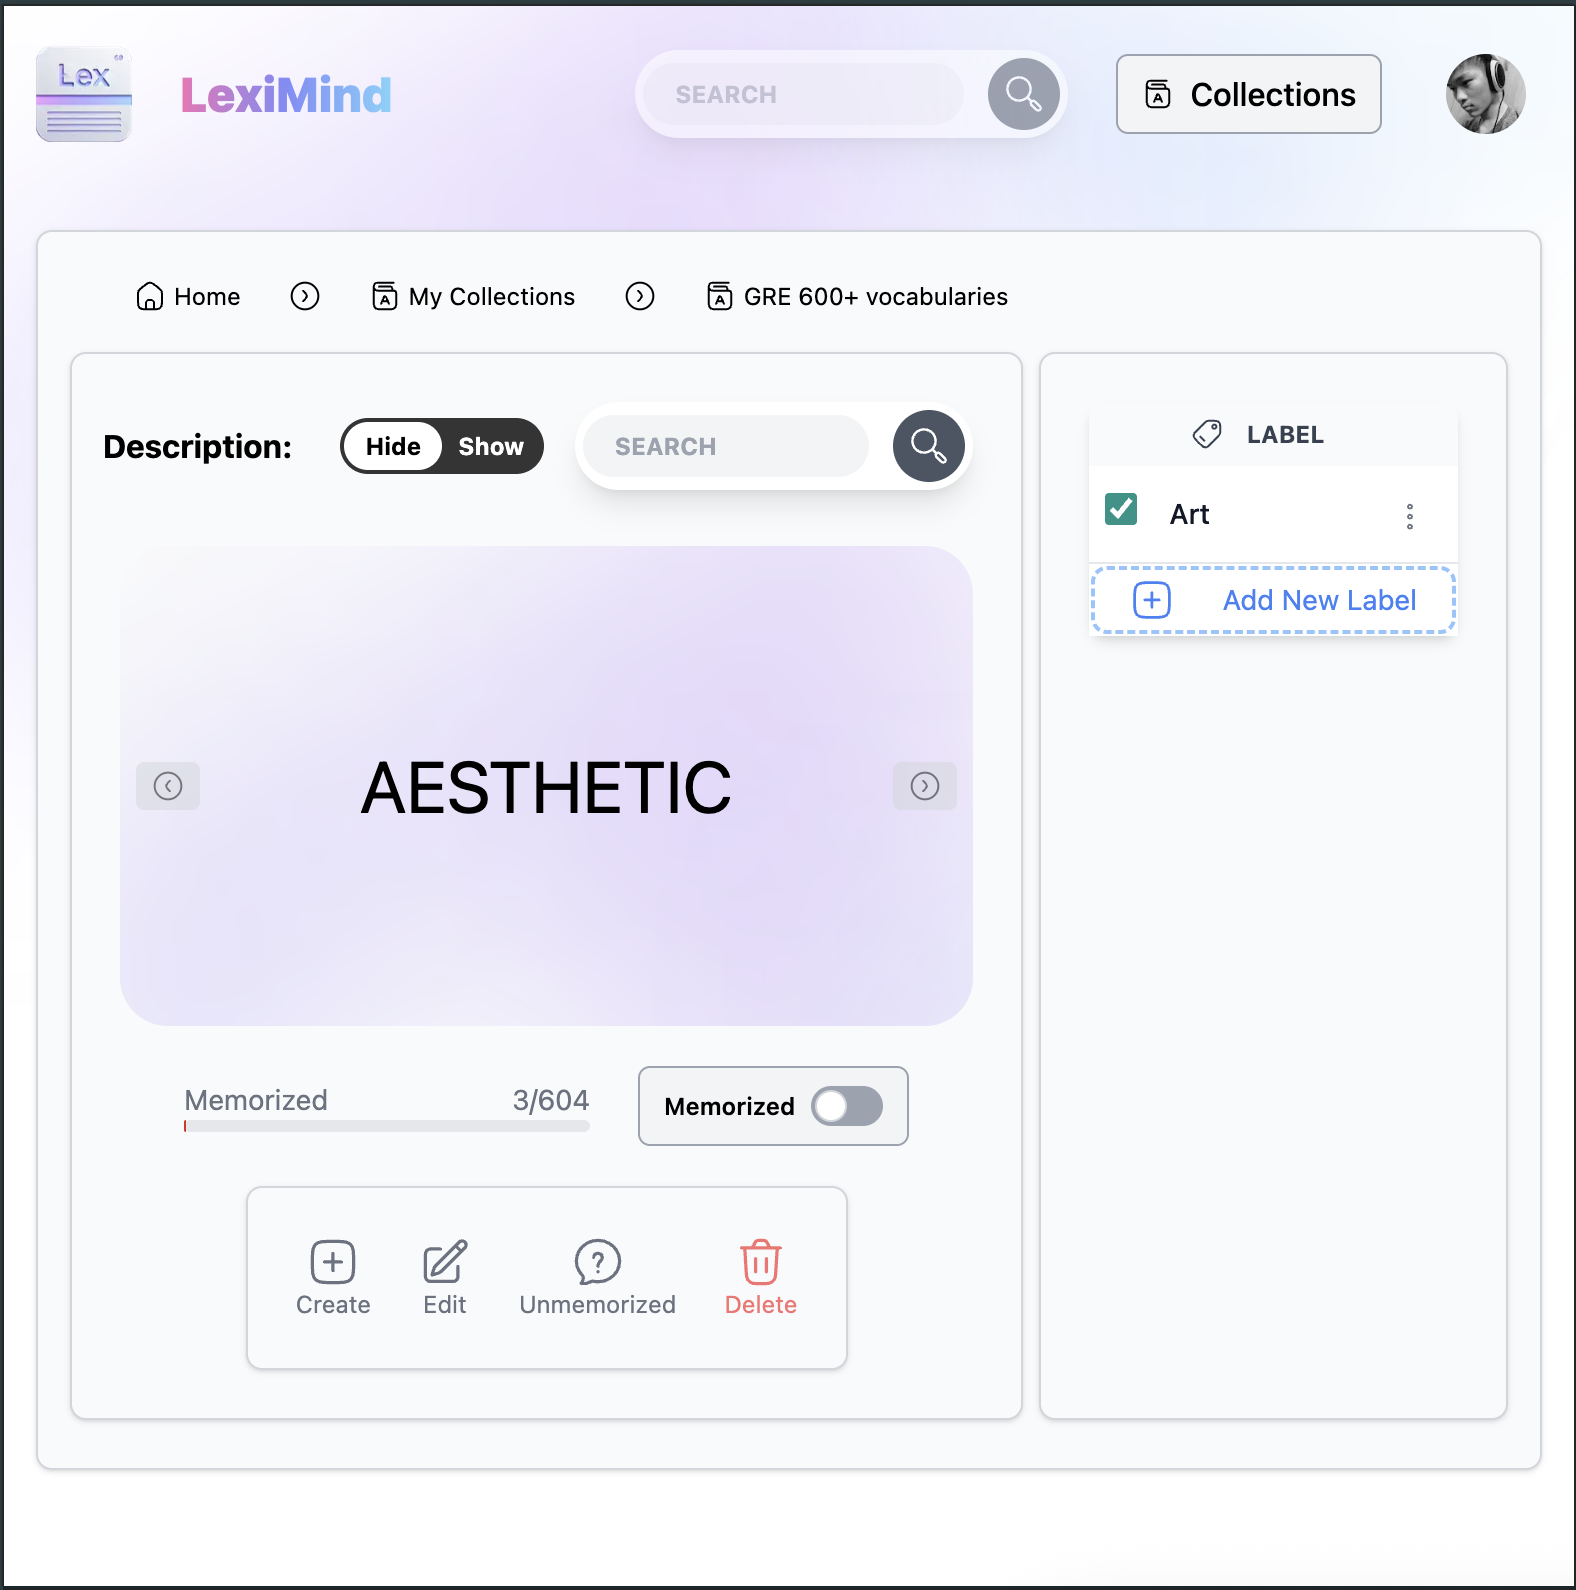 Lex
LexiMind
SEARCH
Collections
Home
My Collections
GRE 600+ vocabularies
Description:
Hide
Show
SEARCH
AESTHETIC
Memorized
3/604
Memorized
Create
Edit
Unmemorized
Delete
LABEL
Art
Add New Label